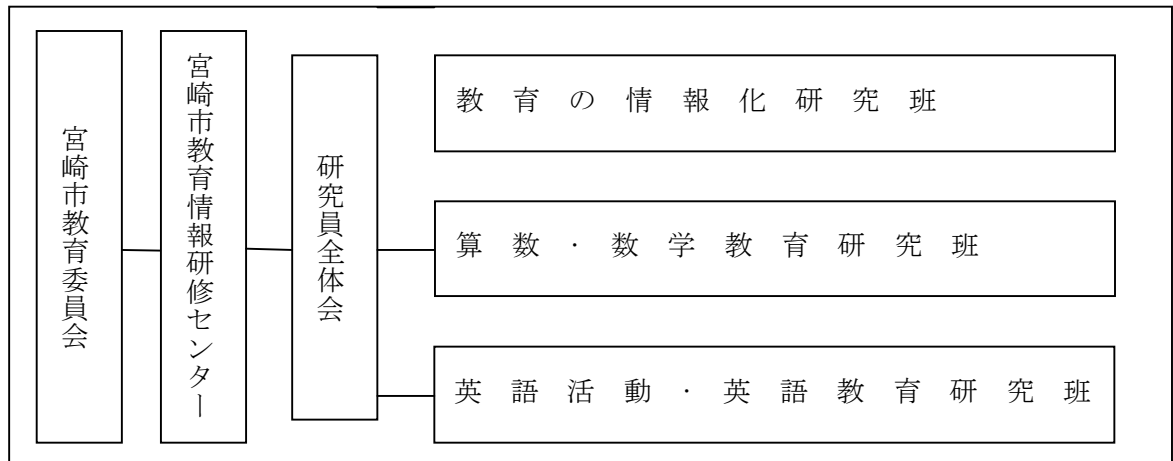 宮崎市教育委員会
宮崎市教育情報研修センター
研究員全体会
教育の情報化研究班
算数・数学教育研究班
英語活動・英語教育研究班